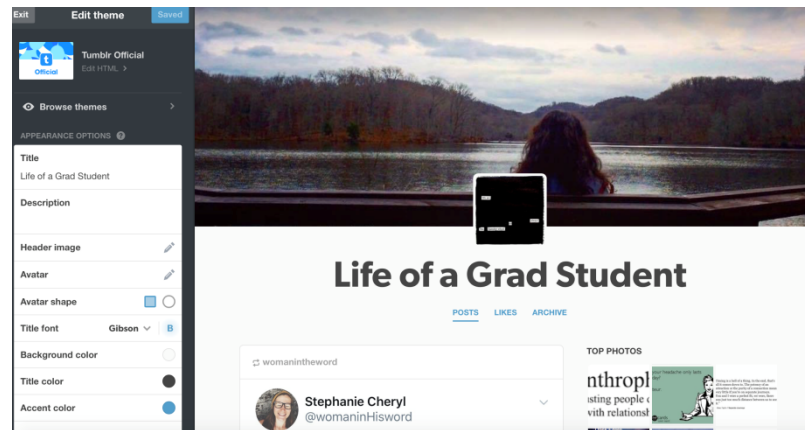 Exit
Edit theme
Saved
Official
Tumblr Official
Edit HTML >
Browse themes
APPEARANCE OPTIONS ?
Title
Life of a Grad Student
Description
Header image
Avatar
Avatar shape
Title font Gibson B
Background color
Title color
Accent color
Life of a Grad Student
POSTS LIKES ARCHIVE
womanintheword
Stephanie Cheryl
@womaninHisword
TOP PHOTOS
nthropl
isting people
with relationsh